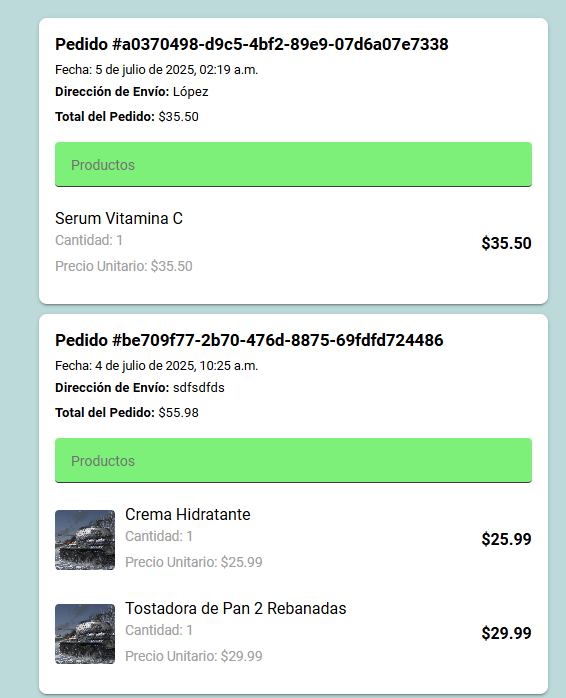 Pedido #a0370498-d9c5-4bf2-89e9-07d6a07e7338
Fecha: 5 de julio de 2025, 02:19 a.m.
Dirección de Envío: López
Total del Pedido: $35.50
Productos
Serum Vitamina C
Cantidad: 1
$35.50
Precio Unitario: $35.50
Pedido #be709f77-2b70-476d-8875-69fdfd724486
Fecha: 4 de julio de 2025, 10:25 a.m.
Dirección de Envío: sdfsdfds
Total del Pedido: $55.98
Productos
Crema Hidratante
Cantidad: 1
$25.99
Precio Unitario: $25.99
Tostadora de Pan 2 Rebanadas
Cantidad: 1
$29.99
Precio Unitario: $29.99